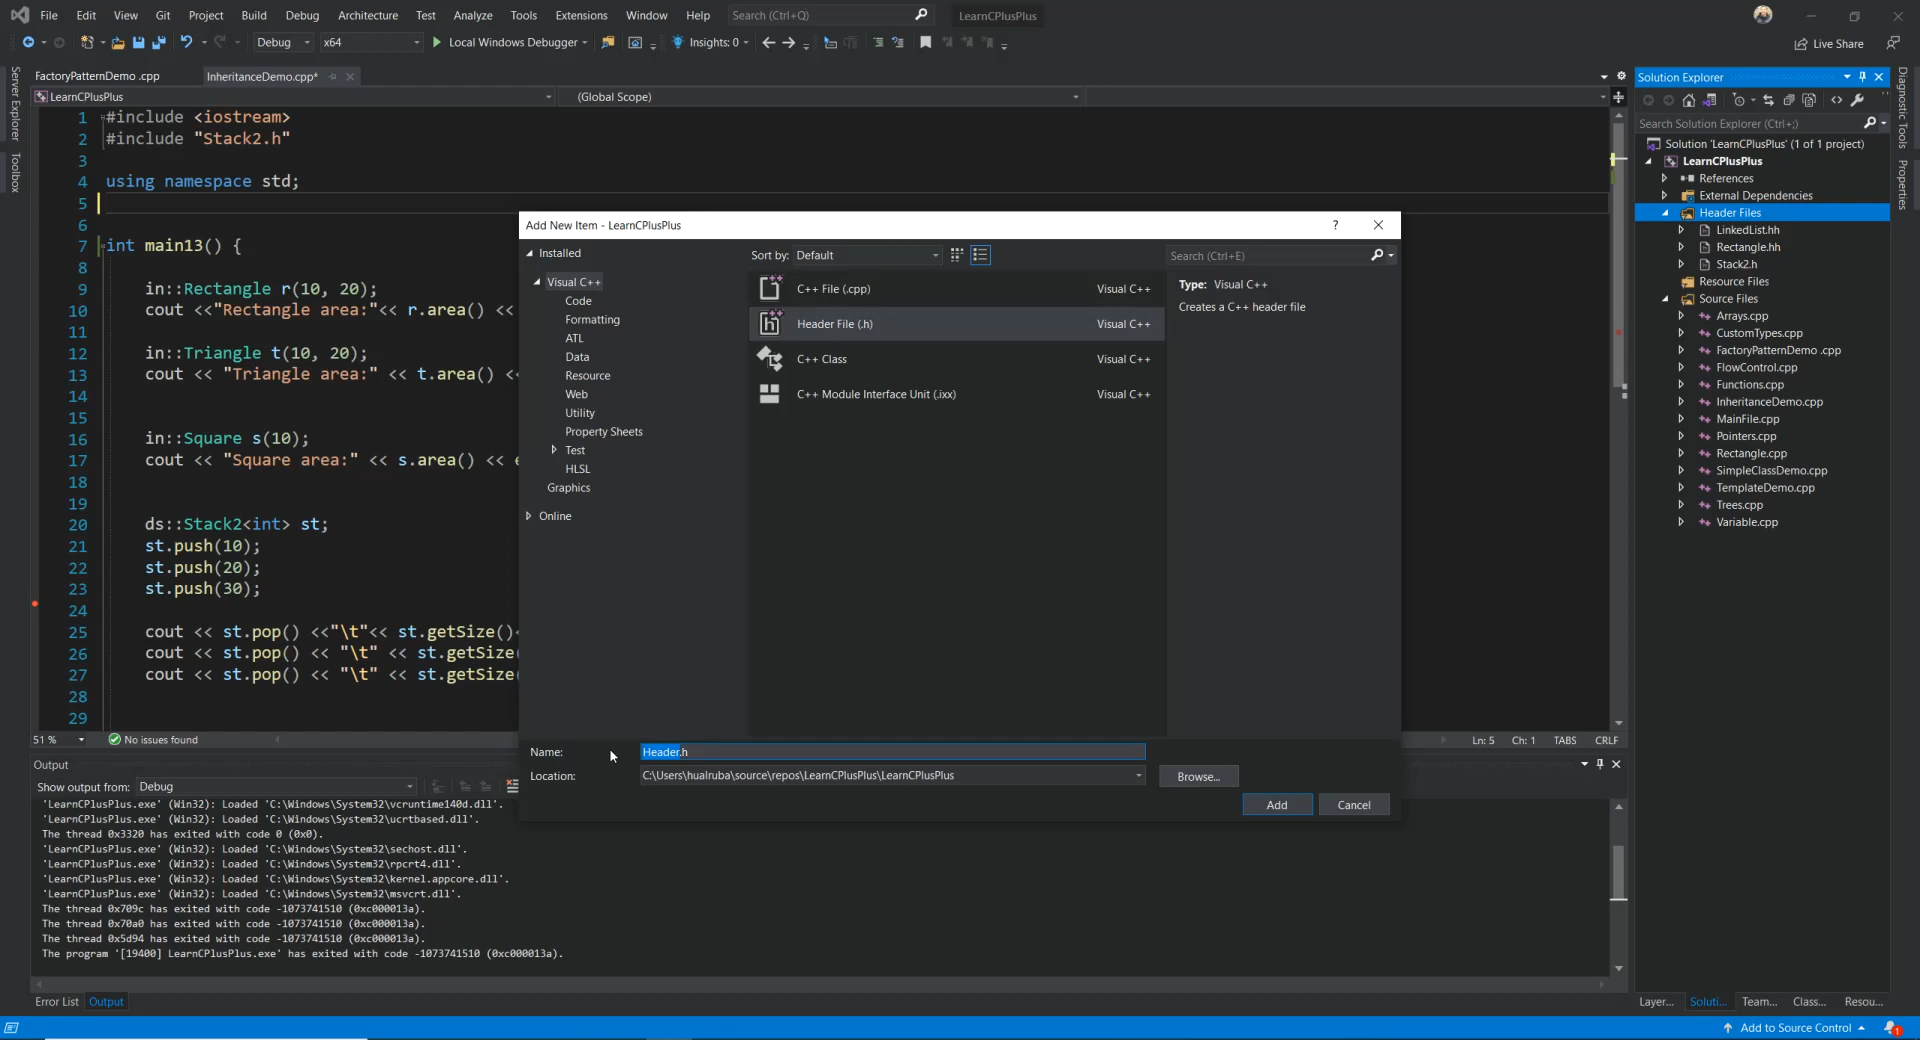 File Edit View Git Project Build Debug Architecture Test Analyze Tools Extensions Window Help Search (Ctrl+Q) LearnCPlusPlus
Debug x64 Local Windows Debugger Insights: 0 Live Share
Server Explorer
Toolbox
FactoryPatternDemo .cpp InheritanceDemo.cpp*
LearnCPlusPlus (Global Scope)
1 #include <iostream>
2 #include "Stack2.h"
3
4 using namespace std;
5
6
7 int main13() {
8
9 in::Rectangle r(10, 20);
10 cout <<"Rectangle area:"<< r.area() <<
11
12 in::Triangle t(10, 20);
13 cout << "Triangle area:" << t.area() <<
14
15
16 in::Square s(10);
17 cout << "Square area:" << s.area() << e
18
19
20 ds::Stack2<int> st;
21 st.push(10);
22 st.push(20);
23 st.push(30);
24
25 cout << st.pop() <<"\t"<< st.getSize()<
26 cout << st.pop() << "\t" << st.getSize(
27 cout << st.pop() << "\t" << st.getSize(
28
29
51 % No issues found Ln: 5 Ch: 1 TABS CRLF
Add New Item - LearnCPlusPlus ?
Installed
Visual C++
Code
Formatting
ATL
Data
Resource
Web
Utility
Property Sheets
Test
HLSL
Graphics
Online
Sort by: Default
C++ File (.cpp) Visual C++
Header File (.h) Visual C++
C++ Class Visual C++
C++ Module Interface Unit (.ixx) Visual C++
Search (Ctrl+E)
Type: Visual C++
Creates a C++ header file
Name: Header.h
Location: C:\Users\hualruba\source\repos\LearnCPlusPlus\LearnCPlusPlus Browse...
Add Cancel
Output
Show output from: Debug
'LearnCPlusPlus.exe' (Win32): Loaded 'C:\Windows\System32\vcruntime140d.dll'.
'LearnCPlusPlus.exe' (Win32): Loaded 'C:\Windows\System32\ucrtbased.dll'.
The thread 0x3320 has exited with code 0 (0x0).
'LearnCPlusPlus.exe' (Win32): Loaded 'C:\Windows\System32\sechost.dll'.
'LearnCPlusPlus.exe' (Win32): Loaded 'C:\Windows\System32\rpcrt4.dll'.
'LearnCPlusPlus.exe' (Win32): Loaded 'C:\Windows\System32\kernel.appcore.dll'.
'LearnCPlusPlus.exe' (Win32): Loaded 'C:\Windows\System32\msvcrt.dll'.
The thread 0x709c has exited with code -1073741510 (0xc000013a).
The thread 0x70a0 has exited with code -1073741510 (0xc000013a).
The thread 0x5d94 has exited with code -1073741510 (0xc000013a).
The program '[19400] LearnCPlusPlus.exe' has exited with code -1073741510 (0xc000013a).
Error List Output
Solution Explorer
Search Solution Explorer (Ctrl+;)
Solution 'LearnCPlusPlus' (1 of 1 project)
LearnCPlusPlus
References
External Dependencies
Header Files
LinkedList.hh
Rectangle.hh
Stack2.h
Resource Files
Source Files
Arrays.cpp
CustomTypes.cpp
FactoryPatternDemo .cpp
FlowControl.cpp
Functions.cpp
InheritanceDemo.cpp
MainFile.cpp
Pointers.cpp
Rectangle.cpp
SimpleClassDemo.cpp
TemplateDemo.cpp
Trees.cpp
Variable.cpp
Layer... Soluti... Team... Class... Resou...
Diagnostic Tools
Properties
Add to Source Control 1